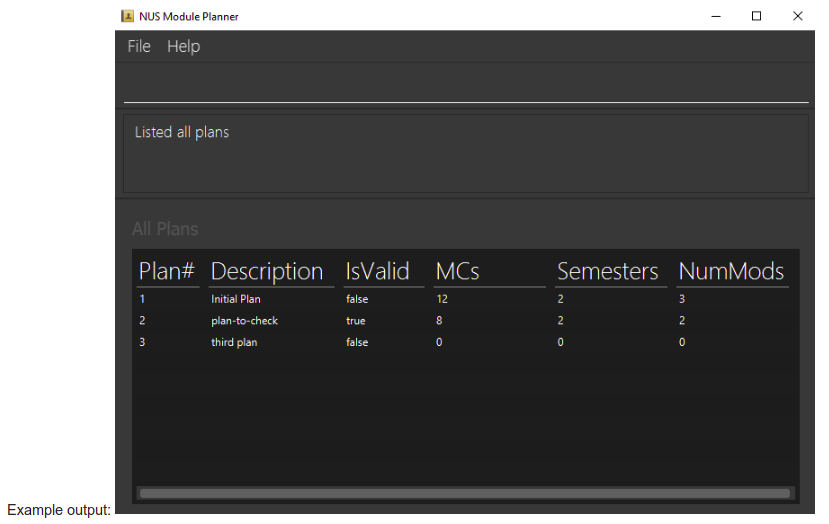 NUS Module Planner
File Help
Listed all plans
All Plans
Plan# Description IsValid MCs Semesters NumMods
1 Initial Plan false 12 2 3
2 plan-to-check true 8 2 2
3 third plan false 0 0 0
Example output: